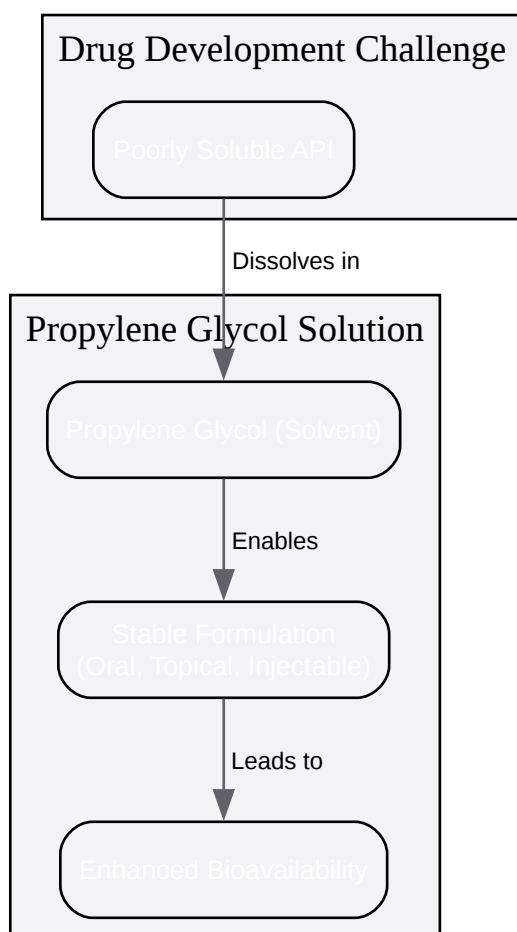 Drug Development Challenge
Poorly Soluble API
Dissolves in
Propylene Glycol Solution
Propylene Glycol (Solvent)
Enables
Stable Formulation
(Oral, Topical, Injectable)
Leads to
Enhanced Bioavailability